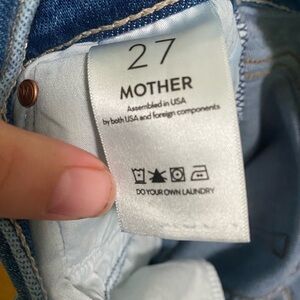 27
MOTHER
Assembled in USA
by both USA and foreign components
DO YOUR OWN LAUNDRY